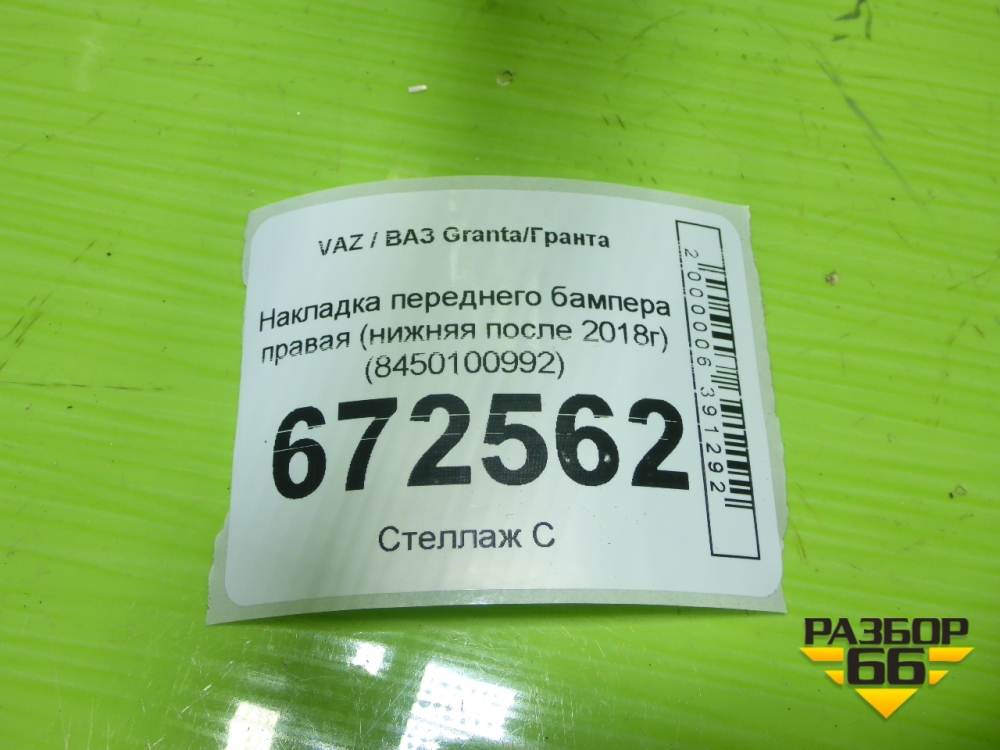 VAZ / ВАЗ Granta/Гранта
Накладка переднего бампера
правая (нижняя после 2018г)
(8450100992)
672562
Стеллаж С
2000006391292
РАЗБОР
66